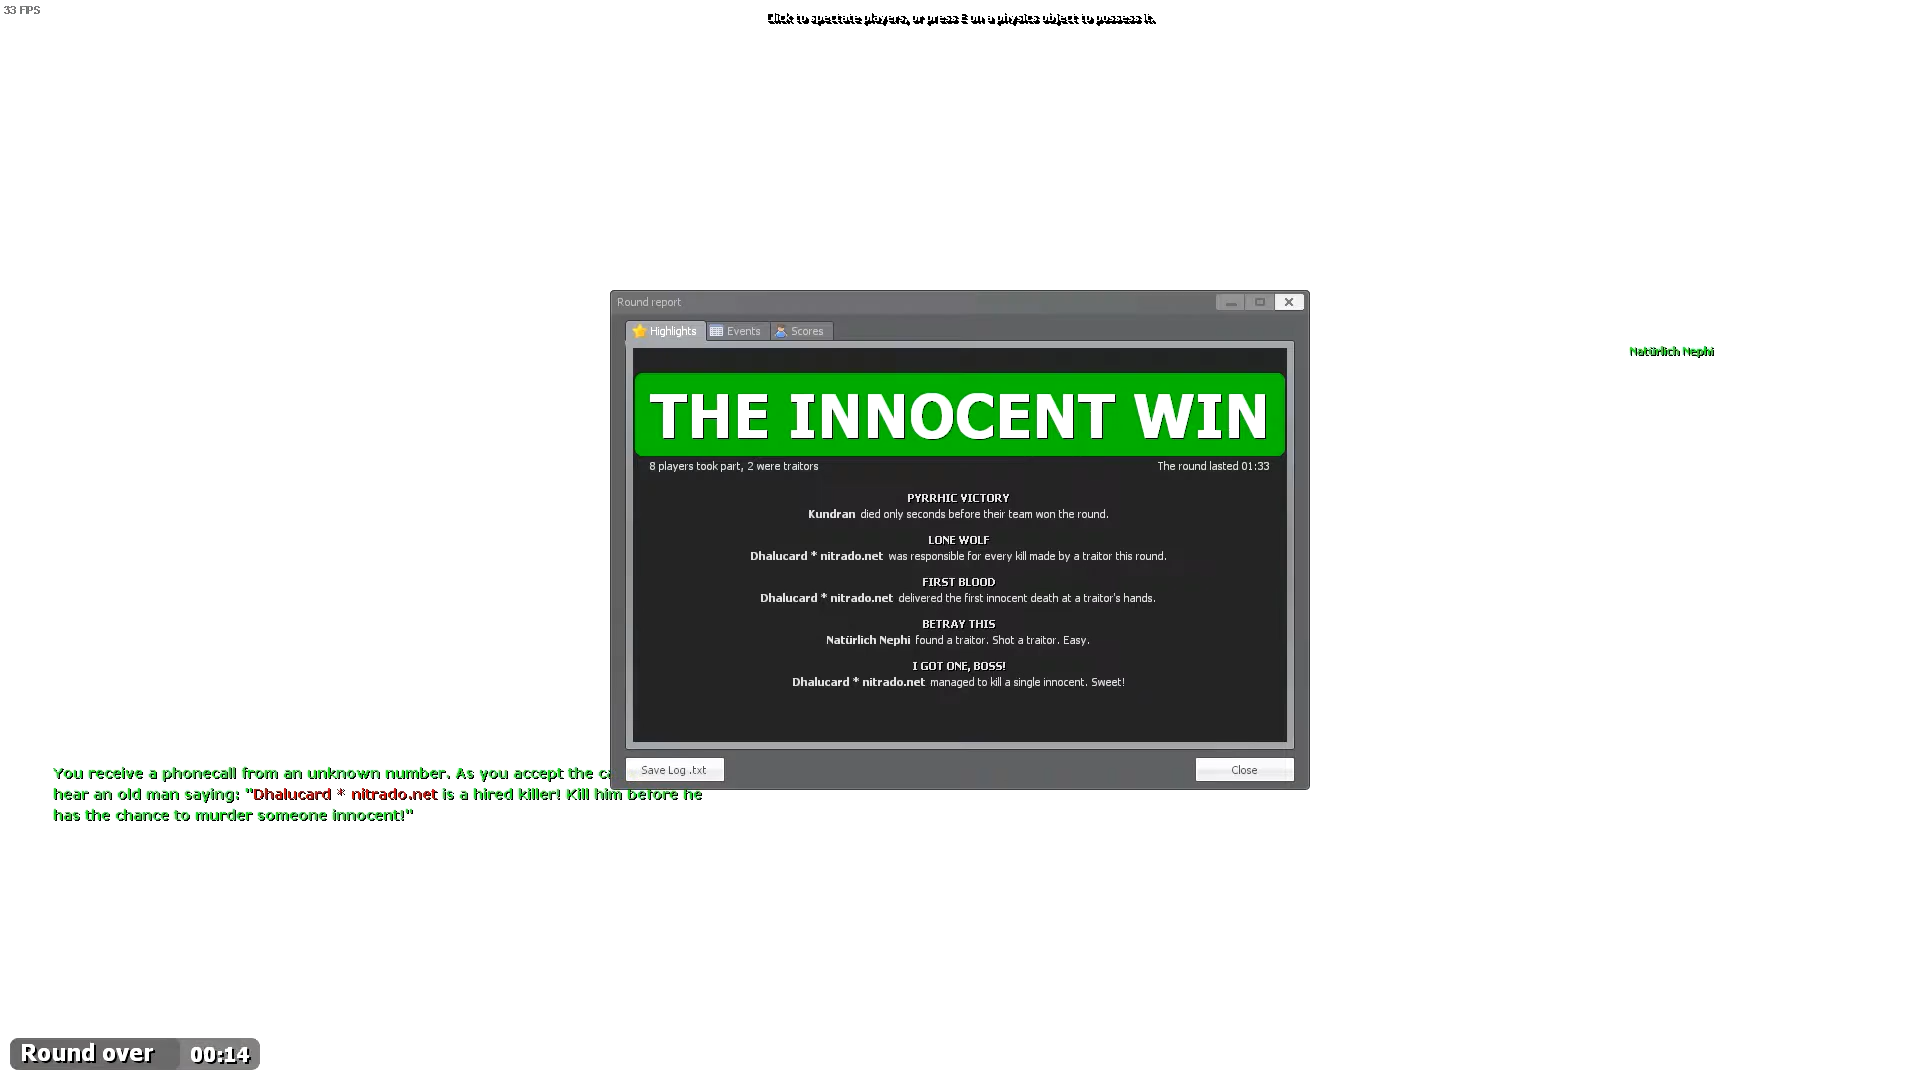 33 FPS
Click to spectate players, or press E on a physics object to possess it.
Round report
Highlights
Events
Scores
Natürlich Nephi
THE INNOCENT WIN
8 players took part, 2 were traitors
The round lasted 01:33
PYRRHIC VICTORY
Kundran died only seconds before their team won the round.
LONE WOLF
Dhalucard * nitrado.net was responsible for every kill made by a traitor this round.
FIRST BLOOD
Dhalucard * nitrado.net delivered the first innocent death at a traitor's hands.
BETRAY THIS
Natürlich Nephi found a traitor. Shot a traitor. Easy.
I GOT ONE, BOSS!
Dhalucard * nitrado.net managed to kill a single innocent. Sweet!
Save Log .txt
Close
You receive a phonecall from an unknown number. As you accept the
hear an old man saying: "Dhalucard * nitrado.net is a hired killer! Kill him before he
has the chance to murder someone innocent!"
Round over 00:14